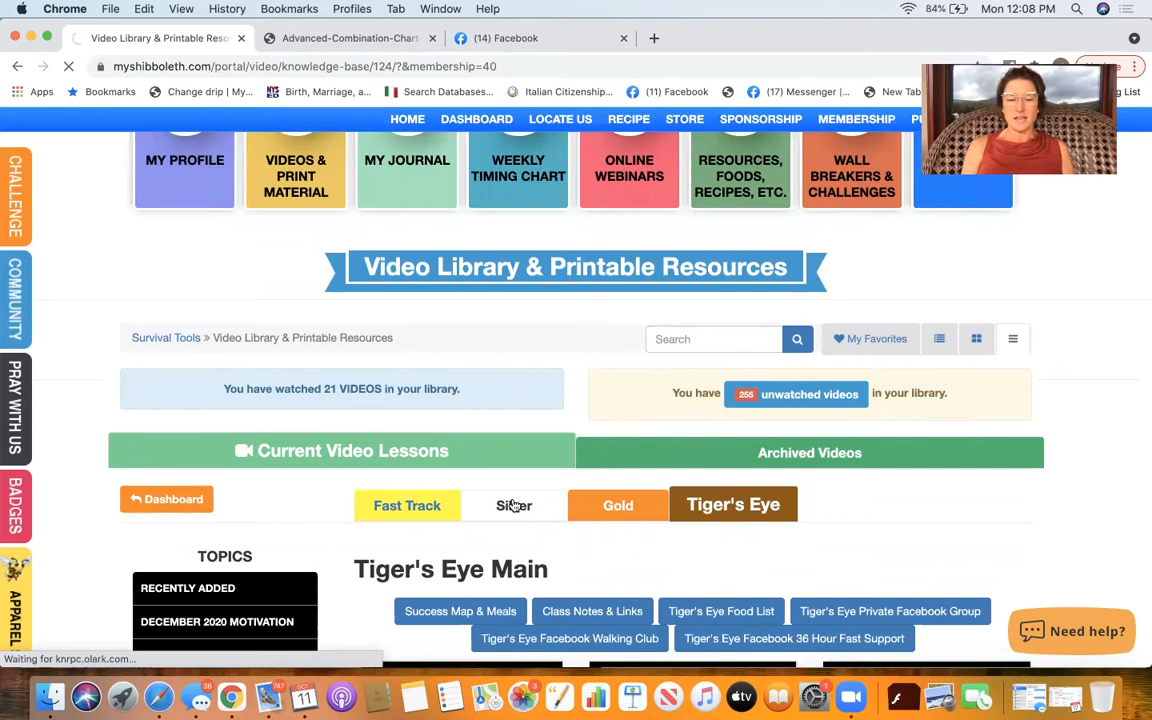 Chrome File Edit View History Bookmarks Profiles Tab Window Help 84% Mon 12:08 PM
Video Library & Printable Reso Advanced-Combination-Chart (14) Facebook
myshibboleth.com/portal/video/knowledge-base/124/?&membership=40
Apps Bookmarks Change drip | My... Birth, Marriage, a... Search Databases... Italian Citizenship... (11) Facebook (17) Messenger |... New Tab List
HOME DASHBOARD LOCATE US RECIPE STORE SPONSORSHIP MEMBERSHIP
MY PROFILE
VIDEOS &
PRINT
MATERIAL
MY JOURNAL
WEEKLY
TIMING CHART
ONLINE
WEBINARS
RESOURCES,
FOODS,
RECIPES, ETC.
WALL
BREAKERS &
CHALLENGES
CHALLENGE
COMMUNITY
PRAY WITH US
BADGES
APPAREL
Video Library & Printable Resources
Survival Tools » Video Library & Printable Resources Search My Favorites
You have watched 21 VIDEOS in your library. You have 255 unwatched videos in your library.
Current Video Lessons Archived Videos
Dashboard Fast Track Silver Gold Tiger's Eye
TOPICS
RECENTLY ADDED
DECEMBER 2020 MOTIVATION
Tiger's Eye Main
Success Map & Meals Class Notes & Links Tiger's Eye Food List Tiger's Eye Private Facebook Group
Tiger's Eye Facebook Walking Club Tiger's Eye Facebook 36 Hour Fast Support
Need help?
Waiting for knrpc.olark.com...
36 747 OCT 11 3 tv 1